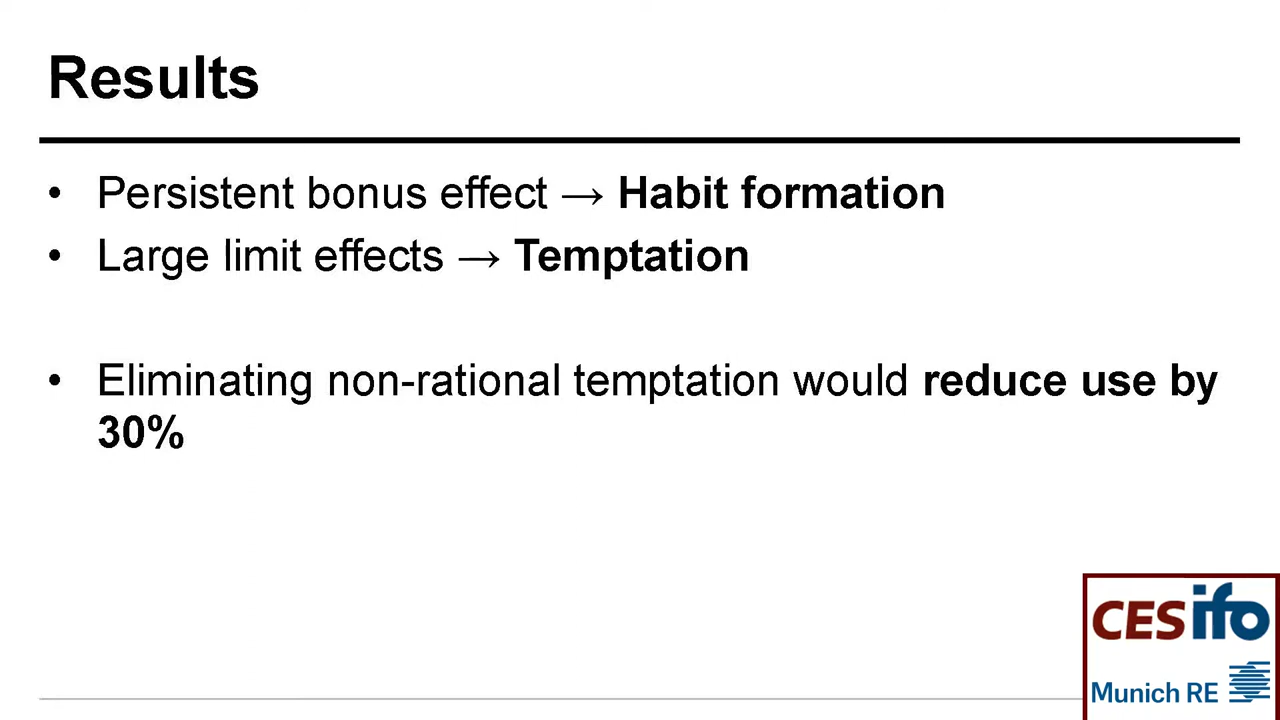 Results
• Persistent bonus effect → Habit formation
• Large limit effects → Temptation
• Eliminating non-rational temptation would reduce use by
30%
CESifo
Munich RE